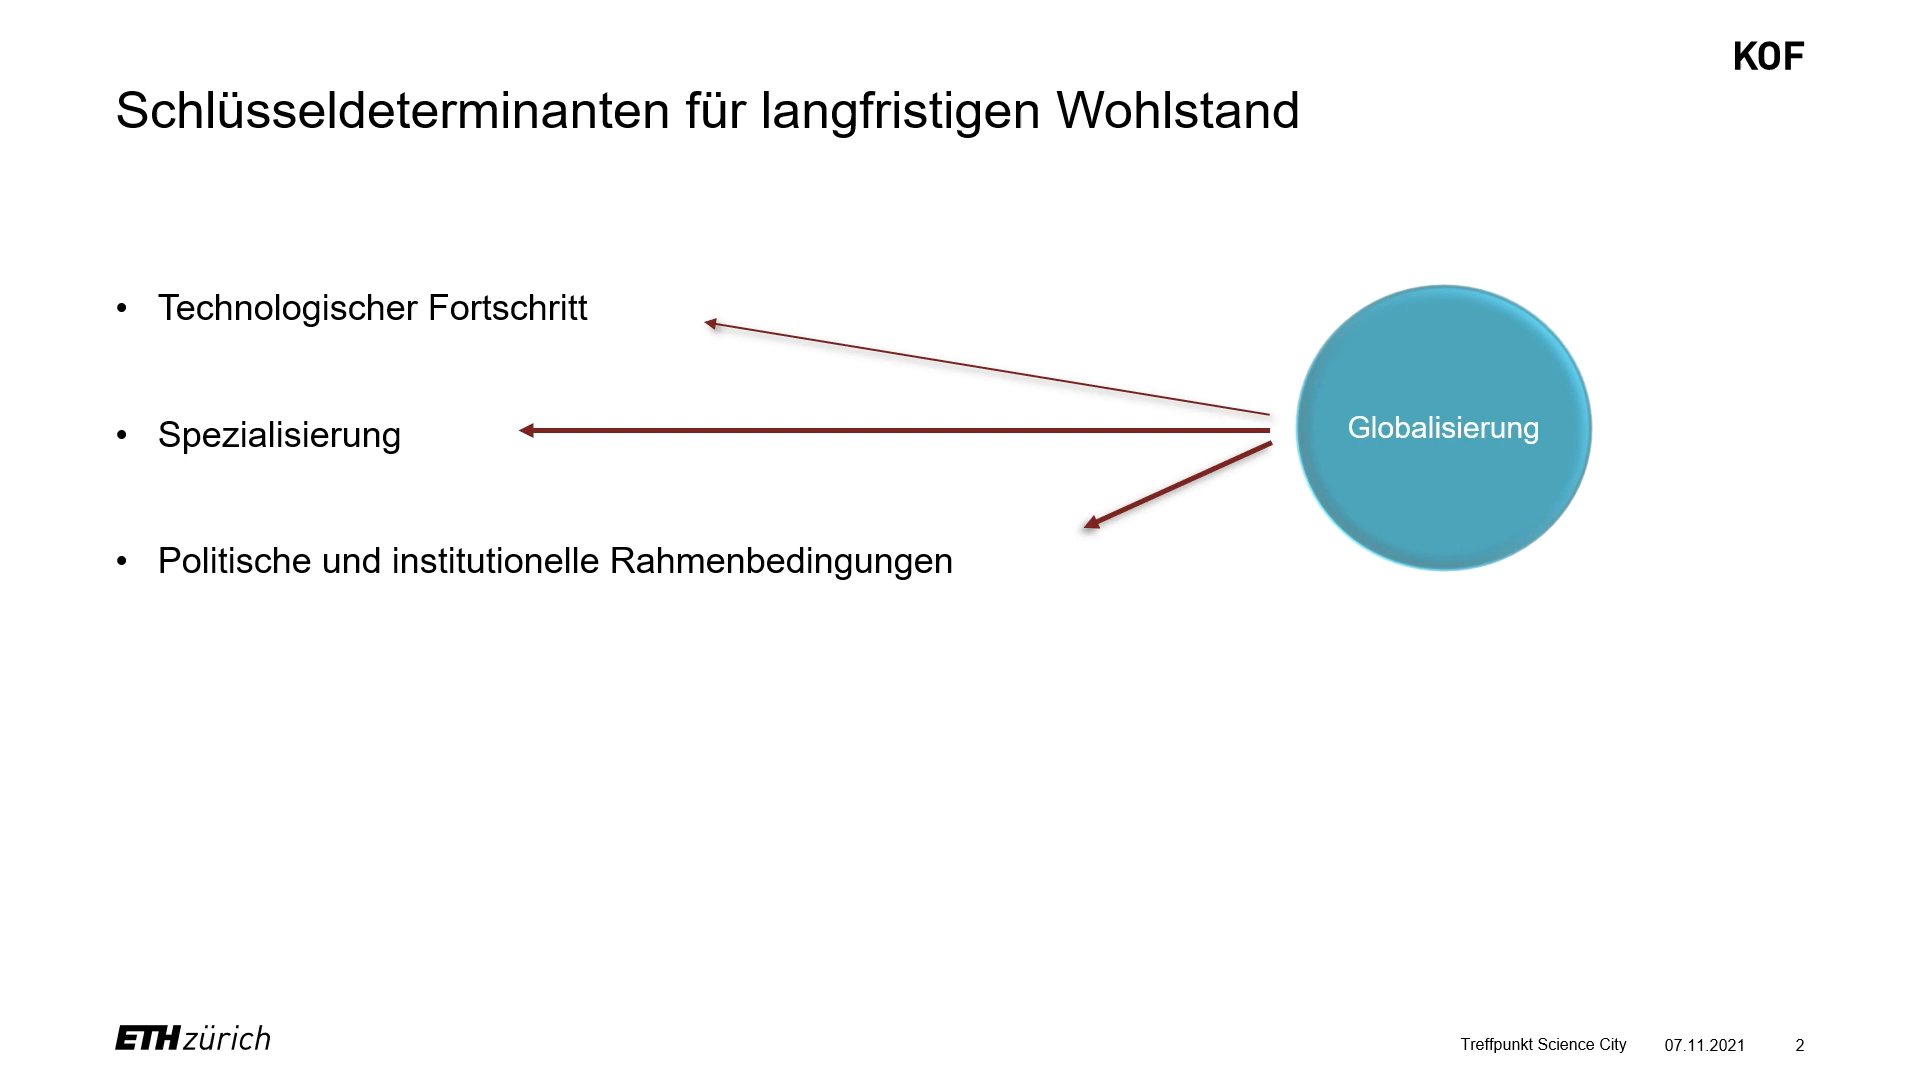 KOF
Schlüsseldeterminanten für langfristigen Wohlstand
• Technologischer Fortschritt
• Spezialisierung
• Politische und institutionelle Rahmenbedingungen
Globalisierung
ETH zürich
Treffpunkt Science City 07.11.2021 2